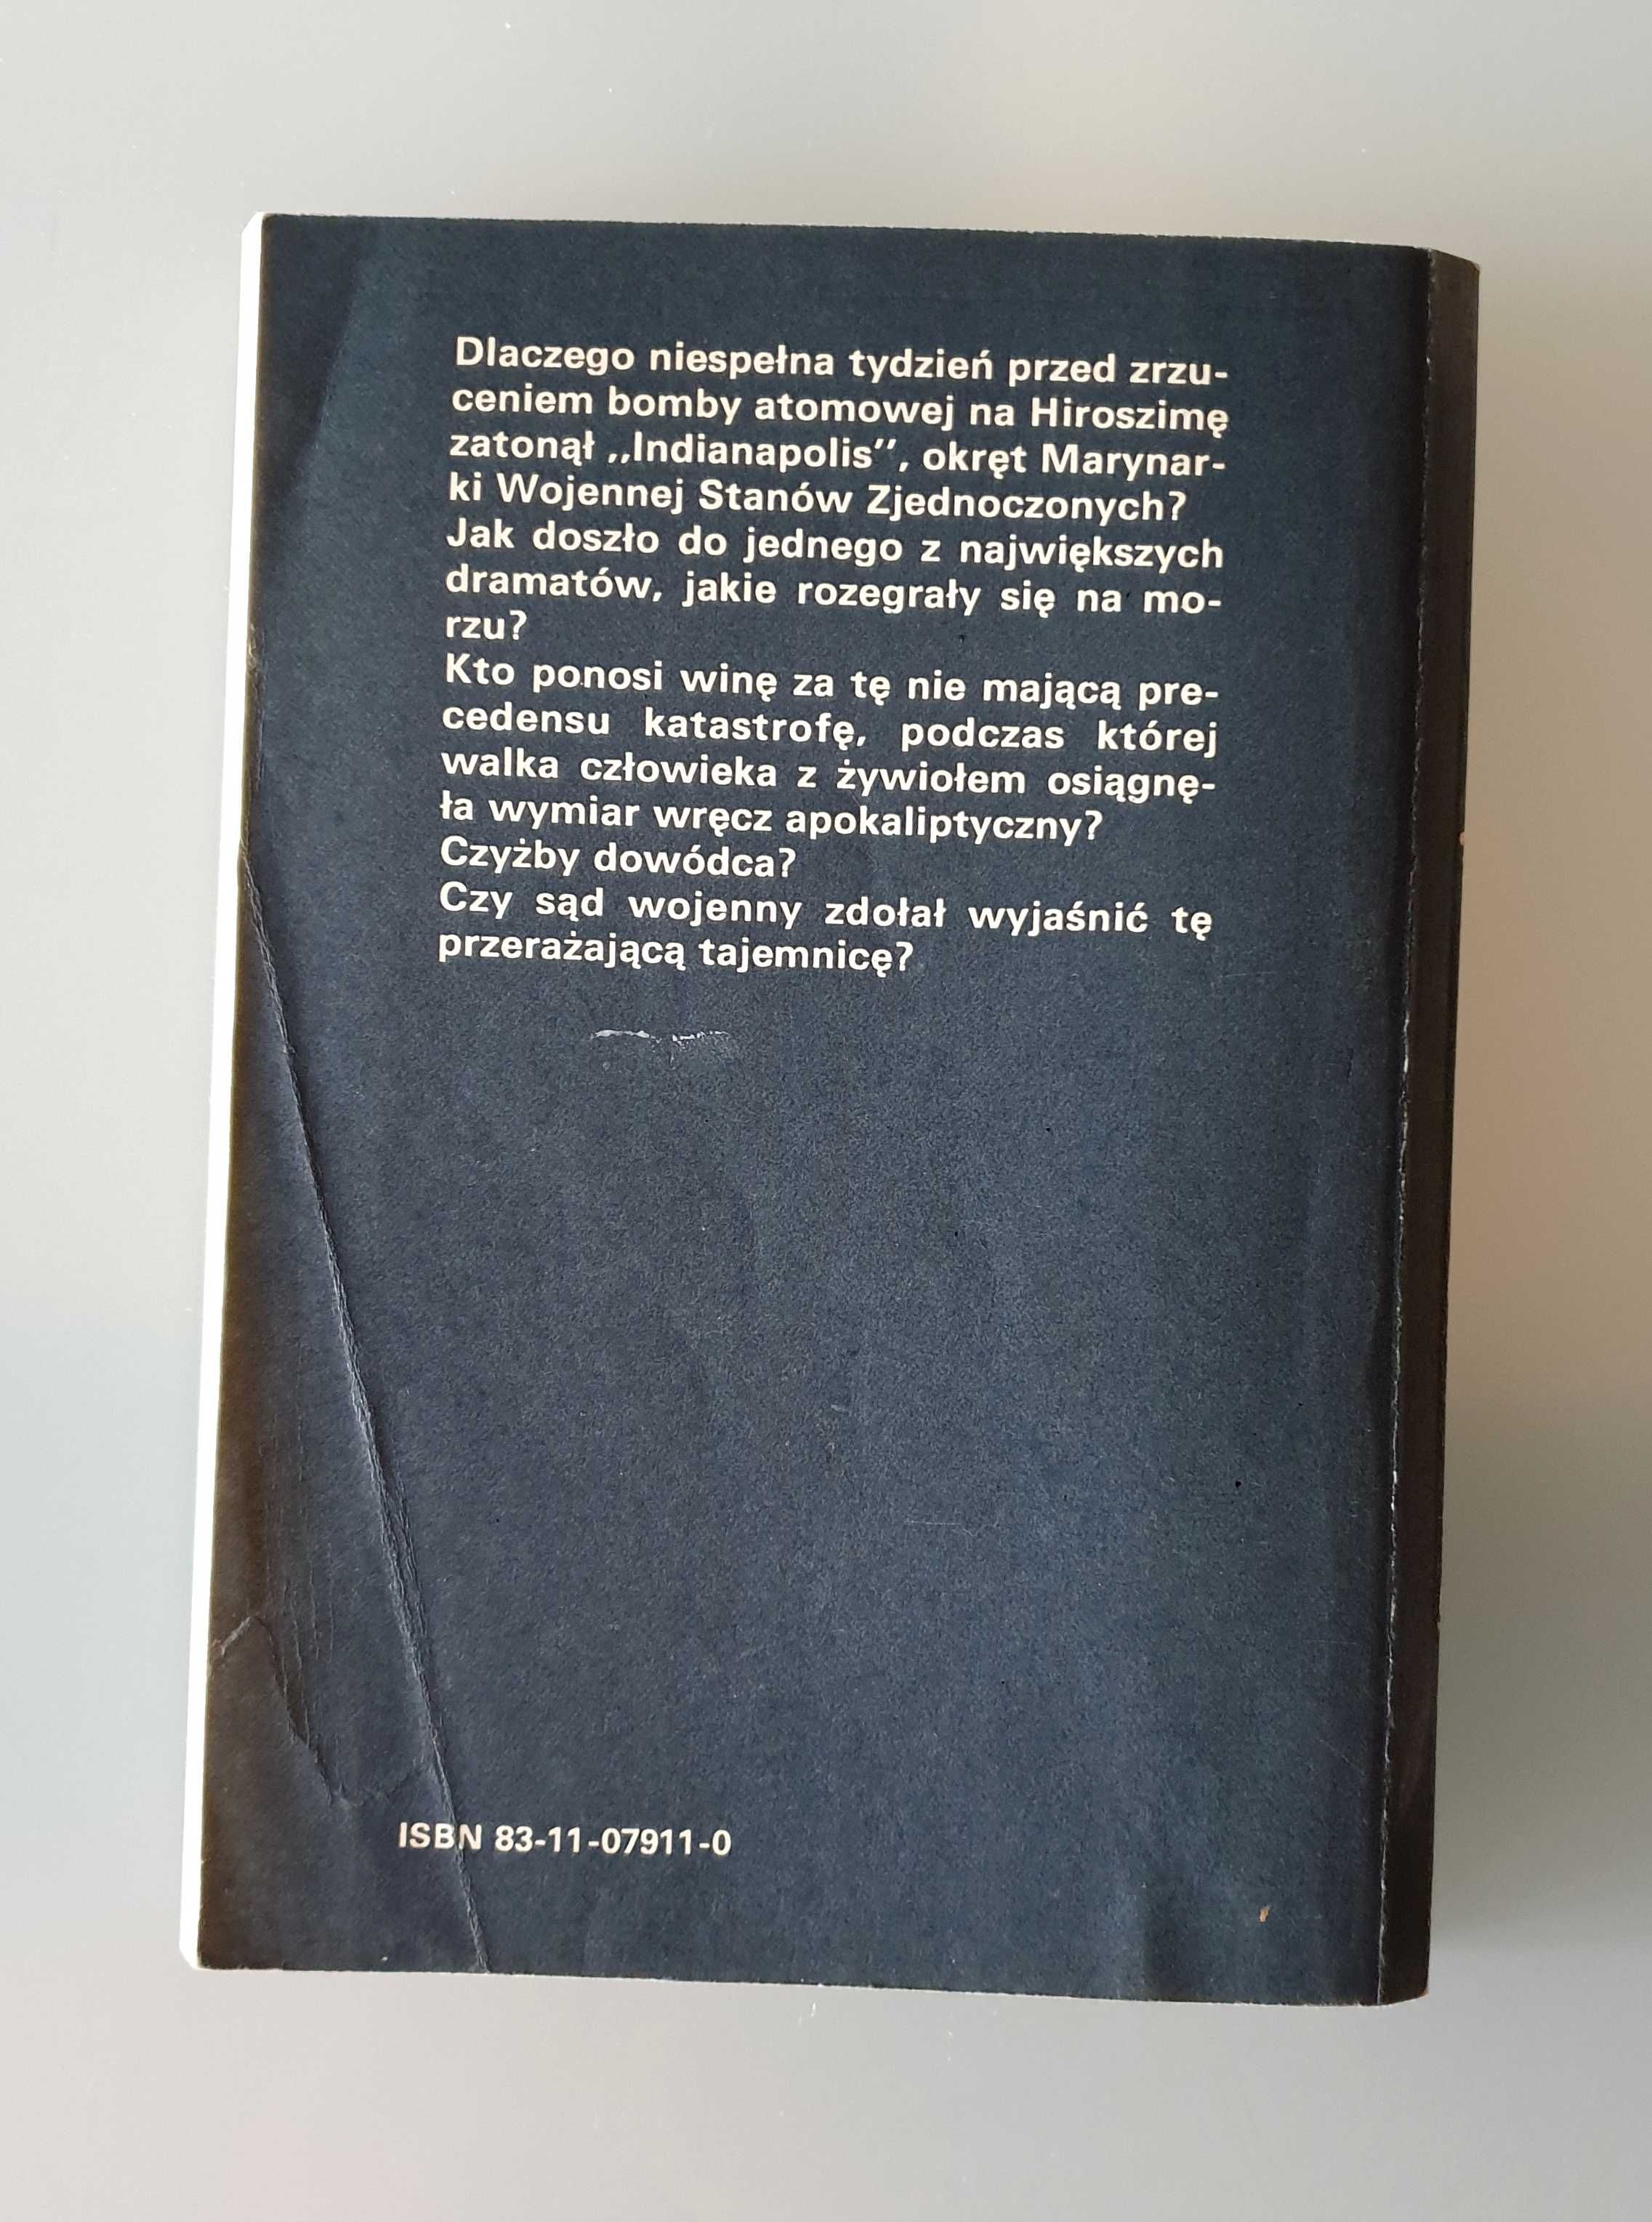 Dlaczego niespełna tydzień przed zrzu-
ceniem bomby atomowej na Hiroszimę
zatonął „Indianapolis”, okręt Marynar-
ki Wojennej Stanów Zjednoczonych?
Jak doszło do jednego z największych
dramatów, jakie rozegrały się na mo-
rzu?
Kto ponosi winę za tę nie mającą pre-
cedensu katastrofę, podczas której
walka człowieka z żywiołem osiągnę-
ła wymiar wręcz apokaliptyczny?
Czyżby dowódca?
Czy sąd wojenny zdołał wyjaśnić tę
przerażającą tajemnicę?
ISBN 83-11-07911-0